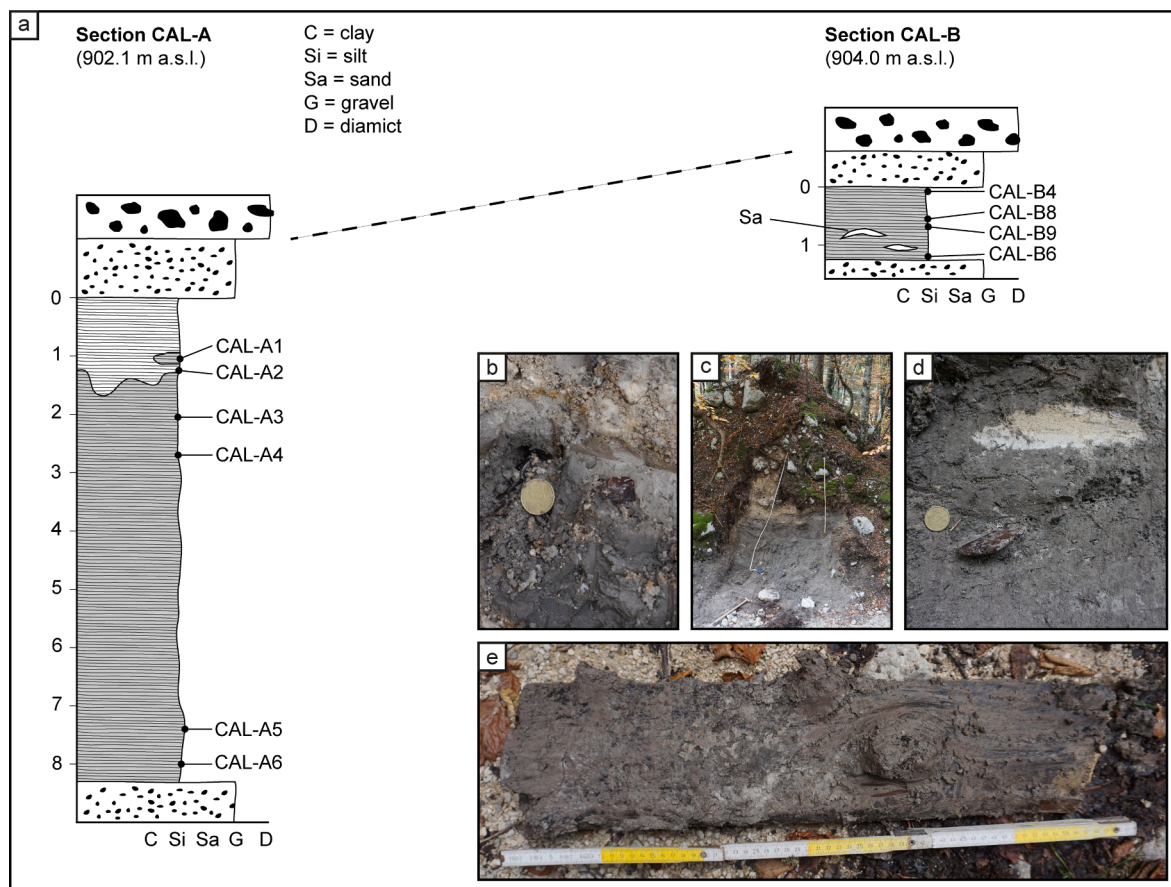 a
Section CAL-A
(902.1 m a.s.l.)
C = clay
Si = silt
Sa = sand
G = gravel
D = diamict
Section CAL-B
(904.0 m a.s.l.)
0
1
Sa
CAL-B4
CAL-B8
CAL-B9
CAL-B6
C Si Sa G D
0
1
2
3
4
5
6
7
8
CAL-A1
CAL-A2
CAL-A3
CAL-A4
CAL-A5
CAL-A6
C Si Sa G D
b
c
d
e